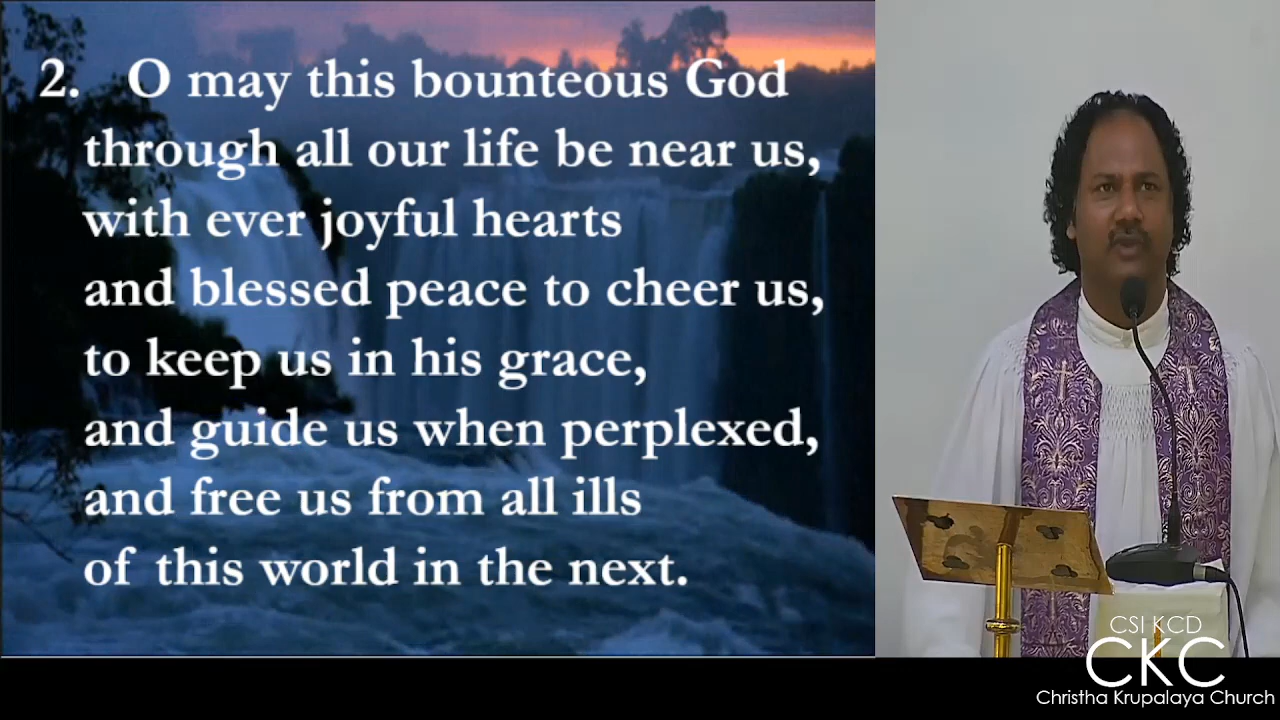 2. O may this bounteous God
through all our life be near us,
with ever joyful hearts
and blessed peace to cheer us,
to keep us in his grace,
and guide us when perplexed,
and free us from all ills
of this world in the next.
CSI KCD
CKC
Christha Krupalaya Church